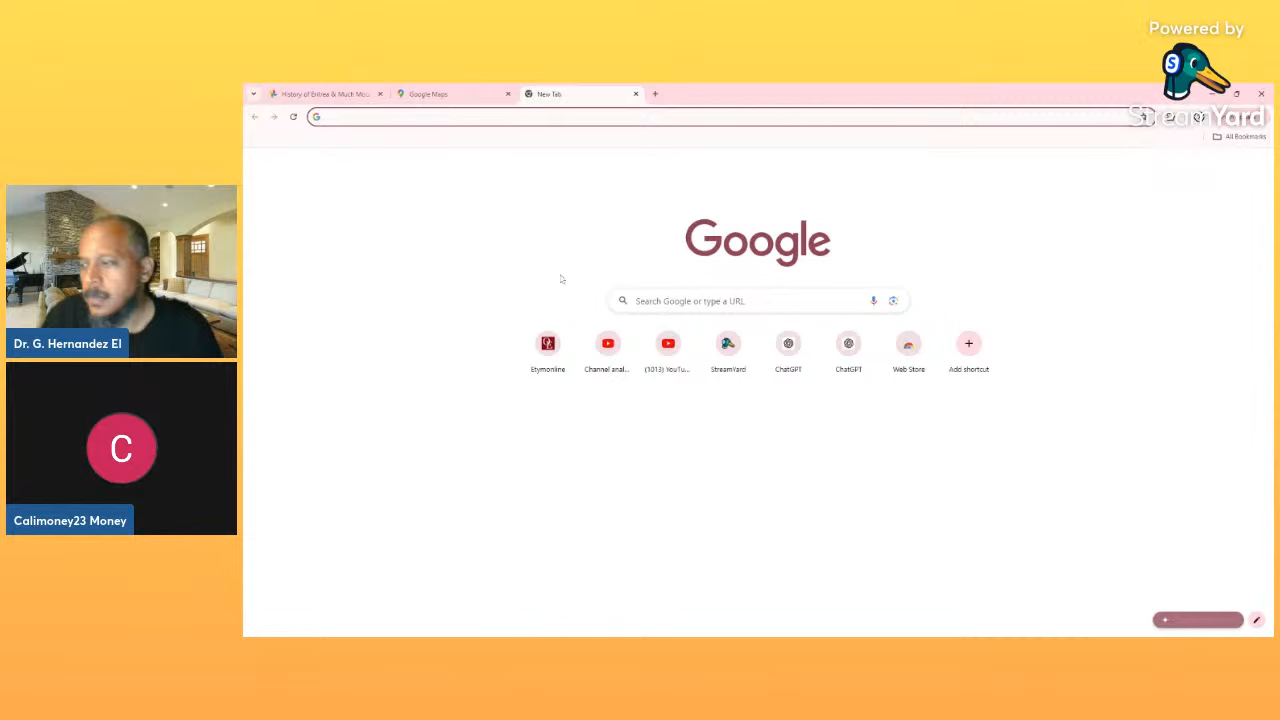 Powered by
StreamYard
History of Eritrea & Much Mou
Google Maps
New Tab
All Bookmarks
Google
Search Google or type a URL
Etymonline
Channel anal...
(1013) YouTu...
StreamYard
ChatGPT
ChatGPT
Web Store
Add shortcut
Dr. G. Hernandez El
C
Calimoney23 Money